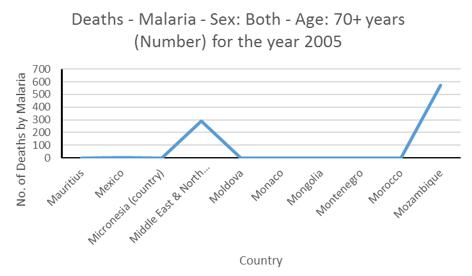 Deaths - Malaria - Sex: Both - Age: 70+ years
(Number) for the year 2005
No. of Deaths by Malaria
700
600
500
400
300
200
100
0
Mauritius
Mexico
Micronesia (country)
Middle East & North...
Moldova
Monaco
Mongolia
Montenegro
Morocco
Mozambique
Country